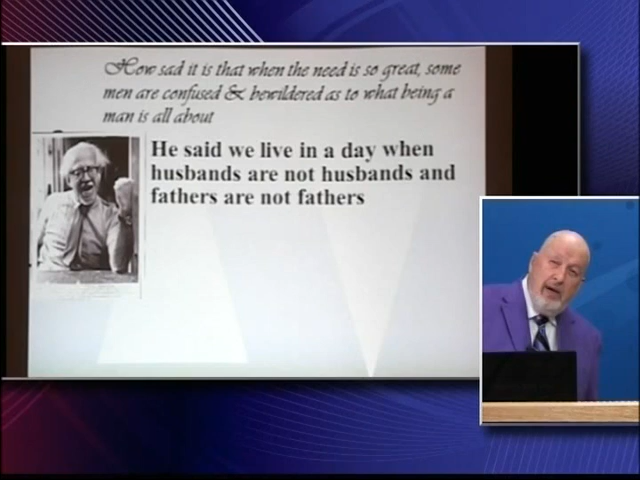 How sad it is that when the need is so great, some
men are confused & bewildered as to what being a
man is all about
He said we live in a day when
husbands are not husbands and
fathers are not fathers